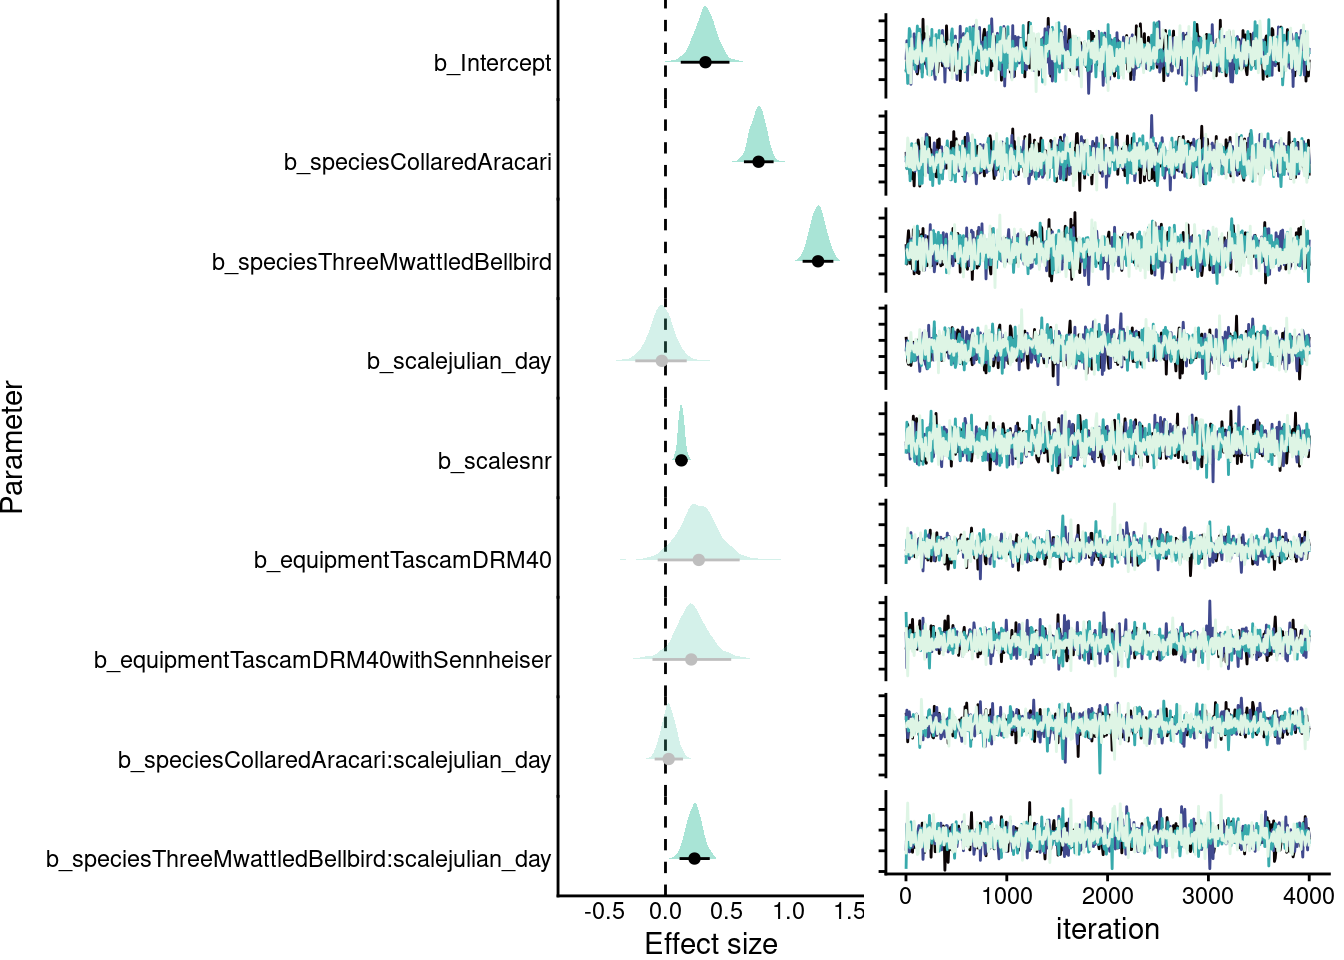 Parameter
b_Intercept
b_speciesCollaredAracari
b_speciesThreeMwattledBellbird
b_scalejulian_day
b_scalesnr
b_equipmentTascamDRM40
b_equipmentTascamDRM40withSennheiser
b_speciesCollaredAracari:scalejulian_day
b_speciesThreeMwattledBellbird:scalejulian_day
-0.5 0.0 0.5 1.0 1.5
Effect size
0 1000 2000 3000 4000
iteration